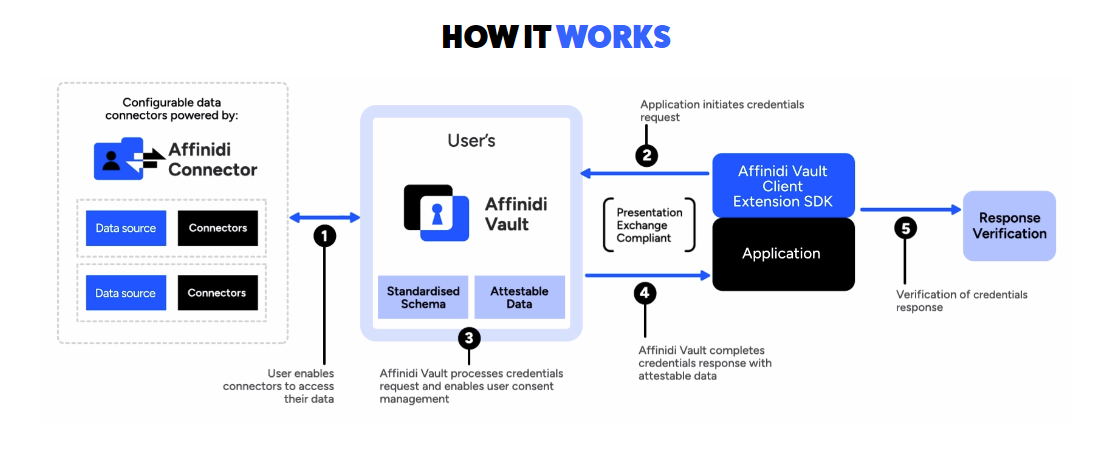 HOW IT WORKS
Configurable data
connectors powered by:
Affinidi
Connector
Data source
Connectors
Data source
Connectors
1
User enables
connectors to access
their data
User's
Affinidi
Vault
Standardised
Schema
Attestable
Data
3
Affinidi Vault processes credentials
request and enables user consent
management
Application initiates credentials
request
2
Presentation
Exchange
Compliant
4
Affinidi Vault completes
credentials response with
attestable data
Affinidi Vault
Client
Extension SDK
Application
5
Verification of credentials
response
Response
Verification